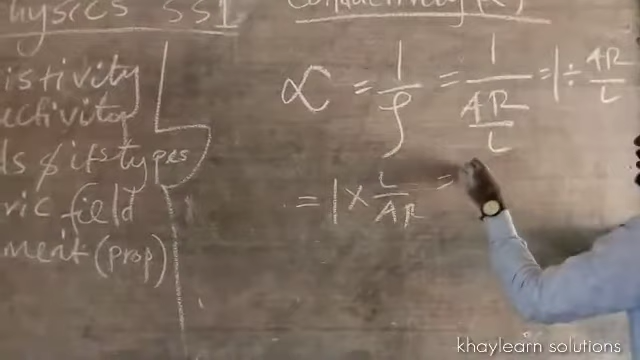 hysics SS1
Conductivity (α)
istivity
ectivity
ds & its types
ric field
ment (prop)
α = 1/ρ = 1/(AR/L) = 1 ÷ AR/L
= 1 × L/AR =
khaylearn solutions